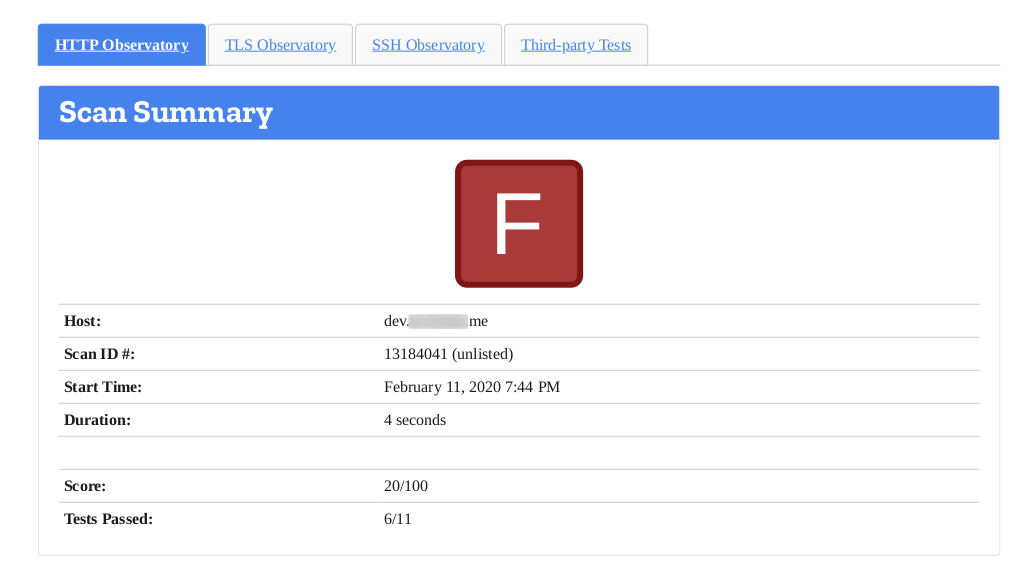 HTTP Observatory TLS Observatory SSH Observatory Third-party Tests
Scan Summary
F
Host: dev. me
Scan ID #: 13184041 (unlisted)
Start Time: February 11, 2020 7:44 PM
Duration: 4 seconds
Score: 20/100
Tests Passed: 6/11